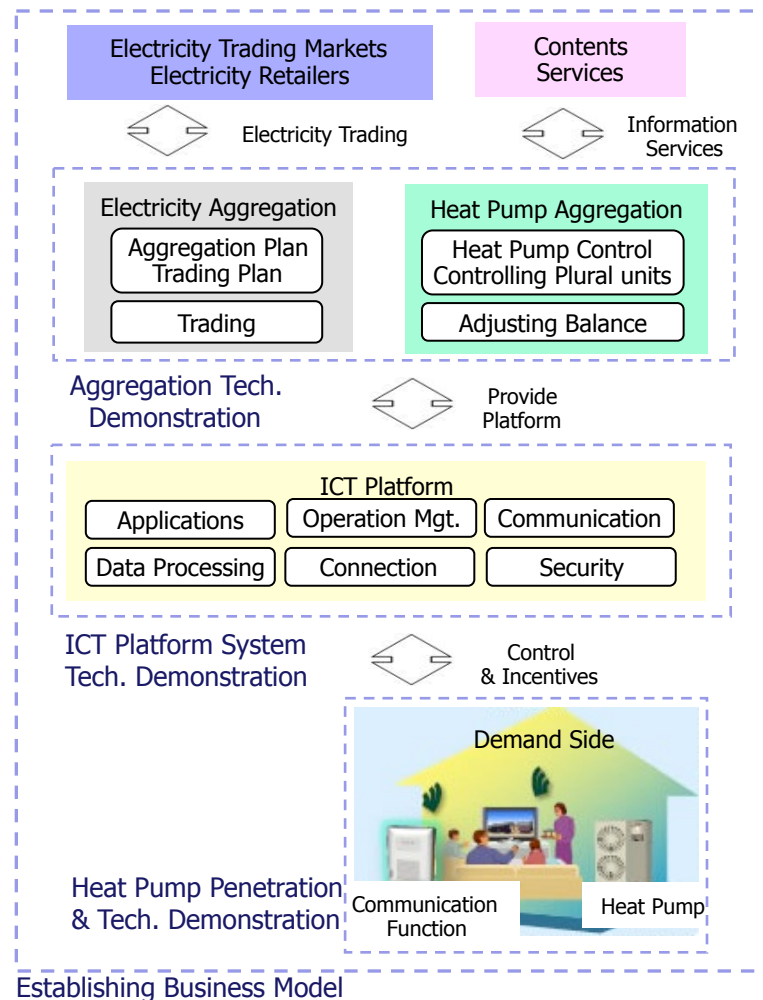 Electricity Trading Markets
Electricity Retailers
Contents
Services
Electricity Trading
Information
Services
Electricity Aggregation
Aggregation Plan
Trading Plan
Trading
Heat Pump Aggregation
Heat Pump Control
Controlling Plural units
Adjusting Balance
Aggregation Tech.
Demonstration
Provide
Platform
ICT Platform
Applications
Operation Mgt.
Communication
Data Processing
Connection
Security
ICT Platform System
Tech. Demonstration
Control
& Incentives
Demand Side
Heat Pump Penetration
& Tech. Demonstration
Communication
Function
Heat Pump
Establishing Business Model